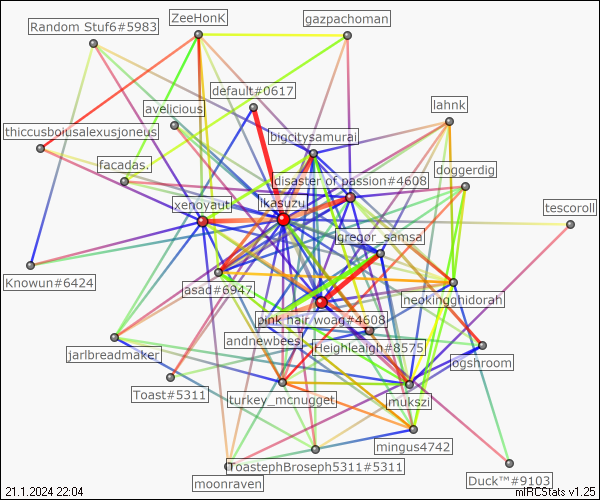 ZeeHonK
gazpachoman
Random Stuf6#5983
default#0617
avelicious
lahnk
thiccusboiusalexusjoneus
bigcitysamurai
facadas.
disaster of passion#4608
doggerdig
xenoyaut
ikasuzu
tescoroll
gregor_samsa
Knowun#6424
asad#6947
neokingghidorah
pink hair woag#4608
andnewbees
Heighleaigh#8575
jarlbreadmaker
ogshroom
Toast#5311
turkey_mcnugget
mukszi
mingus4742
ToastephBroseph5311#5311
moonraven
Duck™#9103
21.1.2024 22:04
mIRCStats v1.25